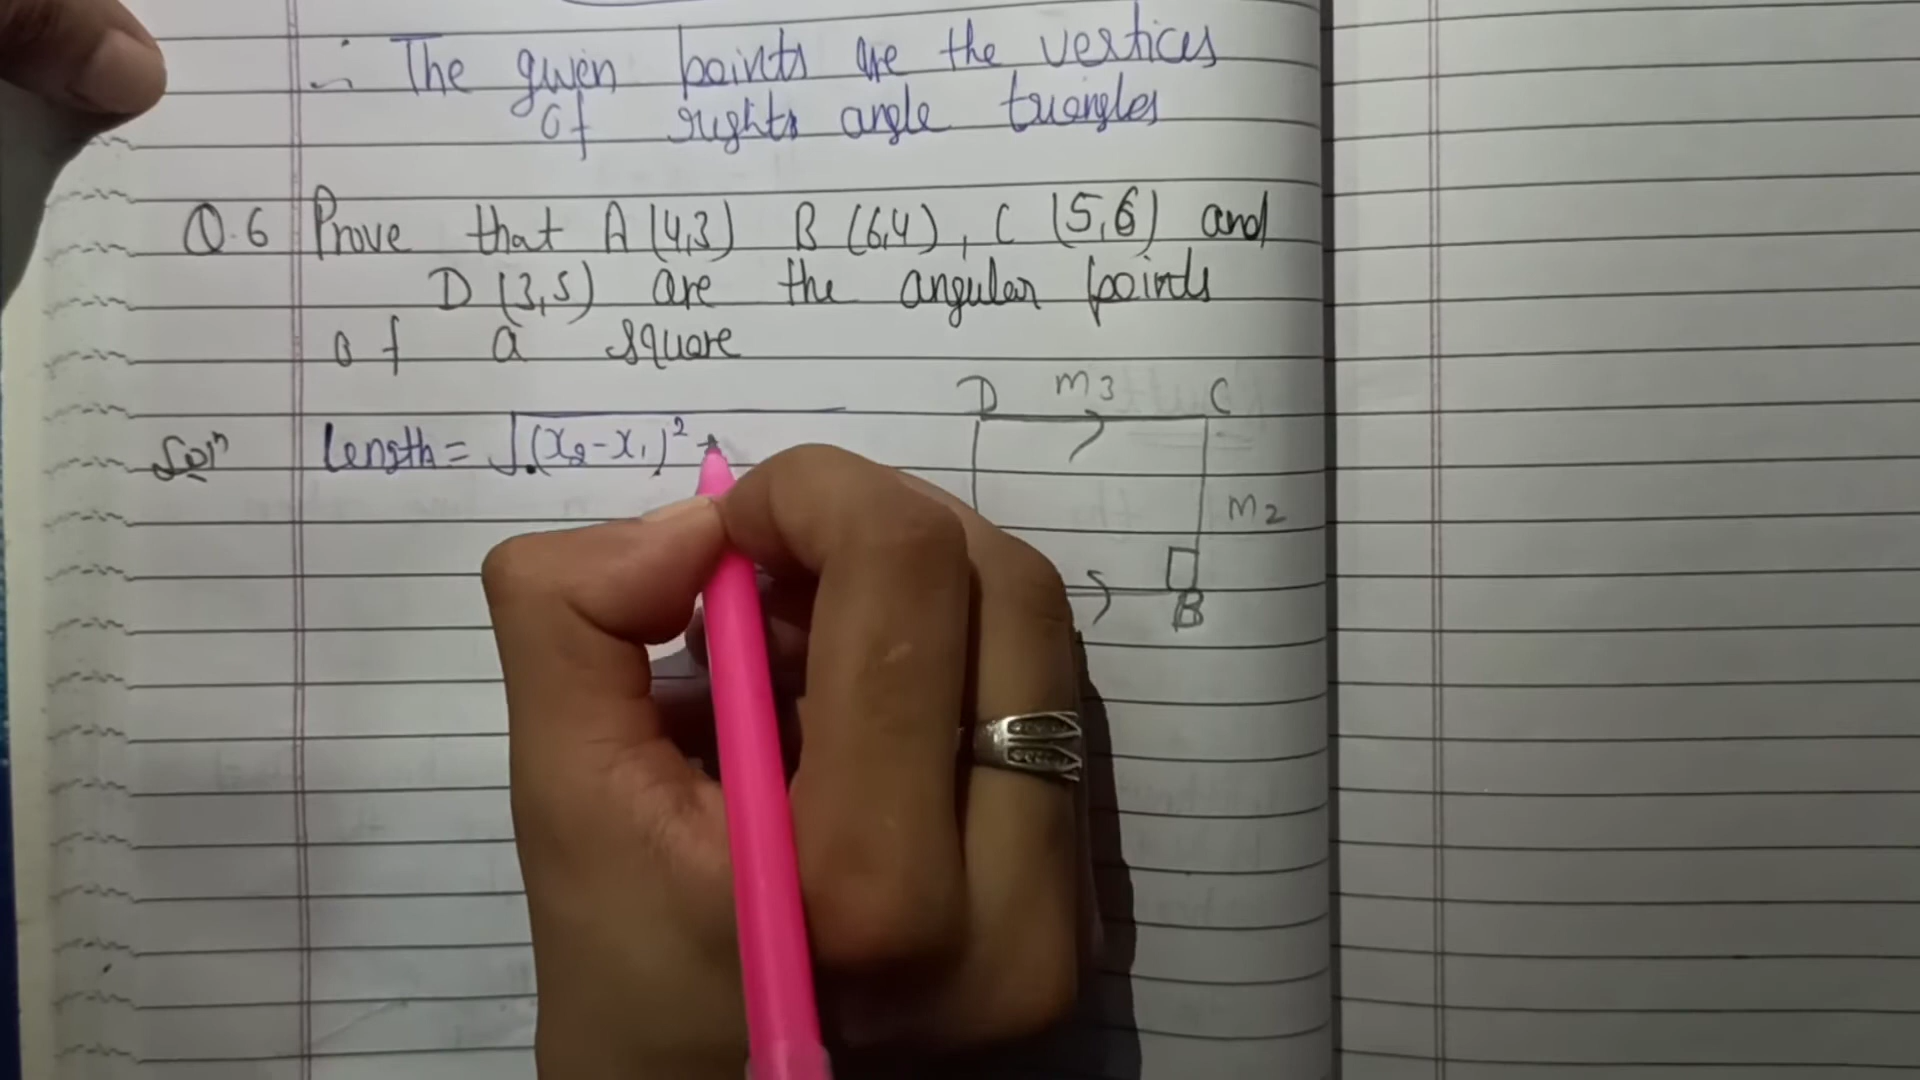 ∴ The given points are the vertices
of rights angle triangles
Q.6 Prove that A (4,3) B (6,4), C (5,6) and
D (3,5) are the angular points
of a square
D m3 C
Solⁿ Length = √(x₂-x₁)² +
m2
B